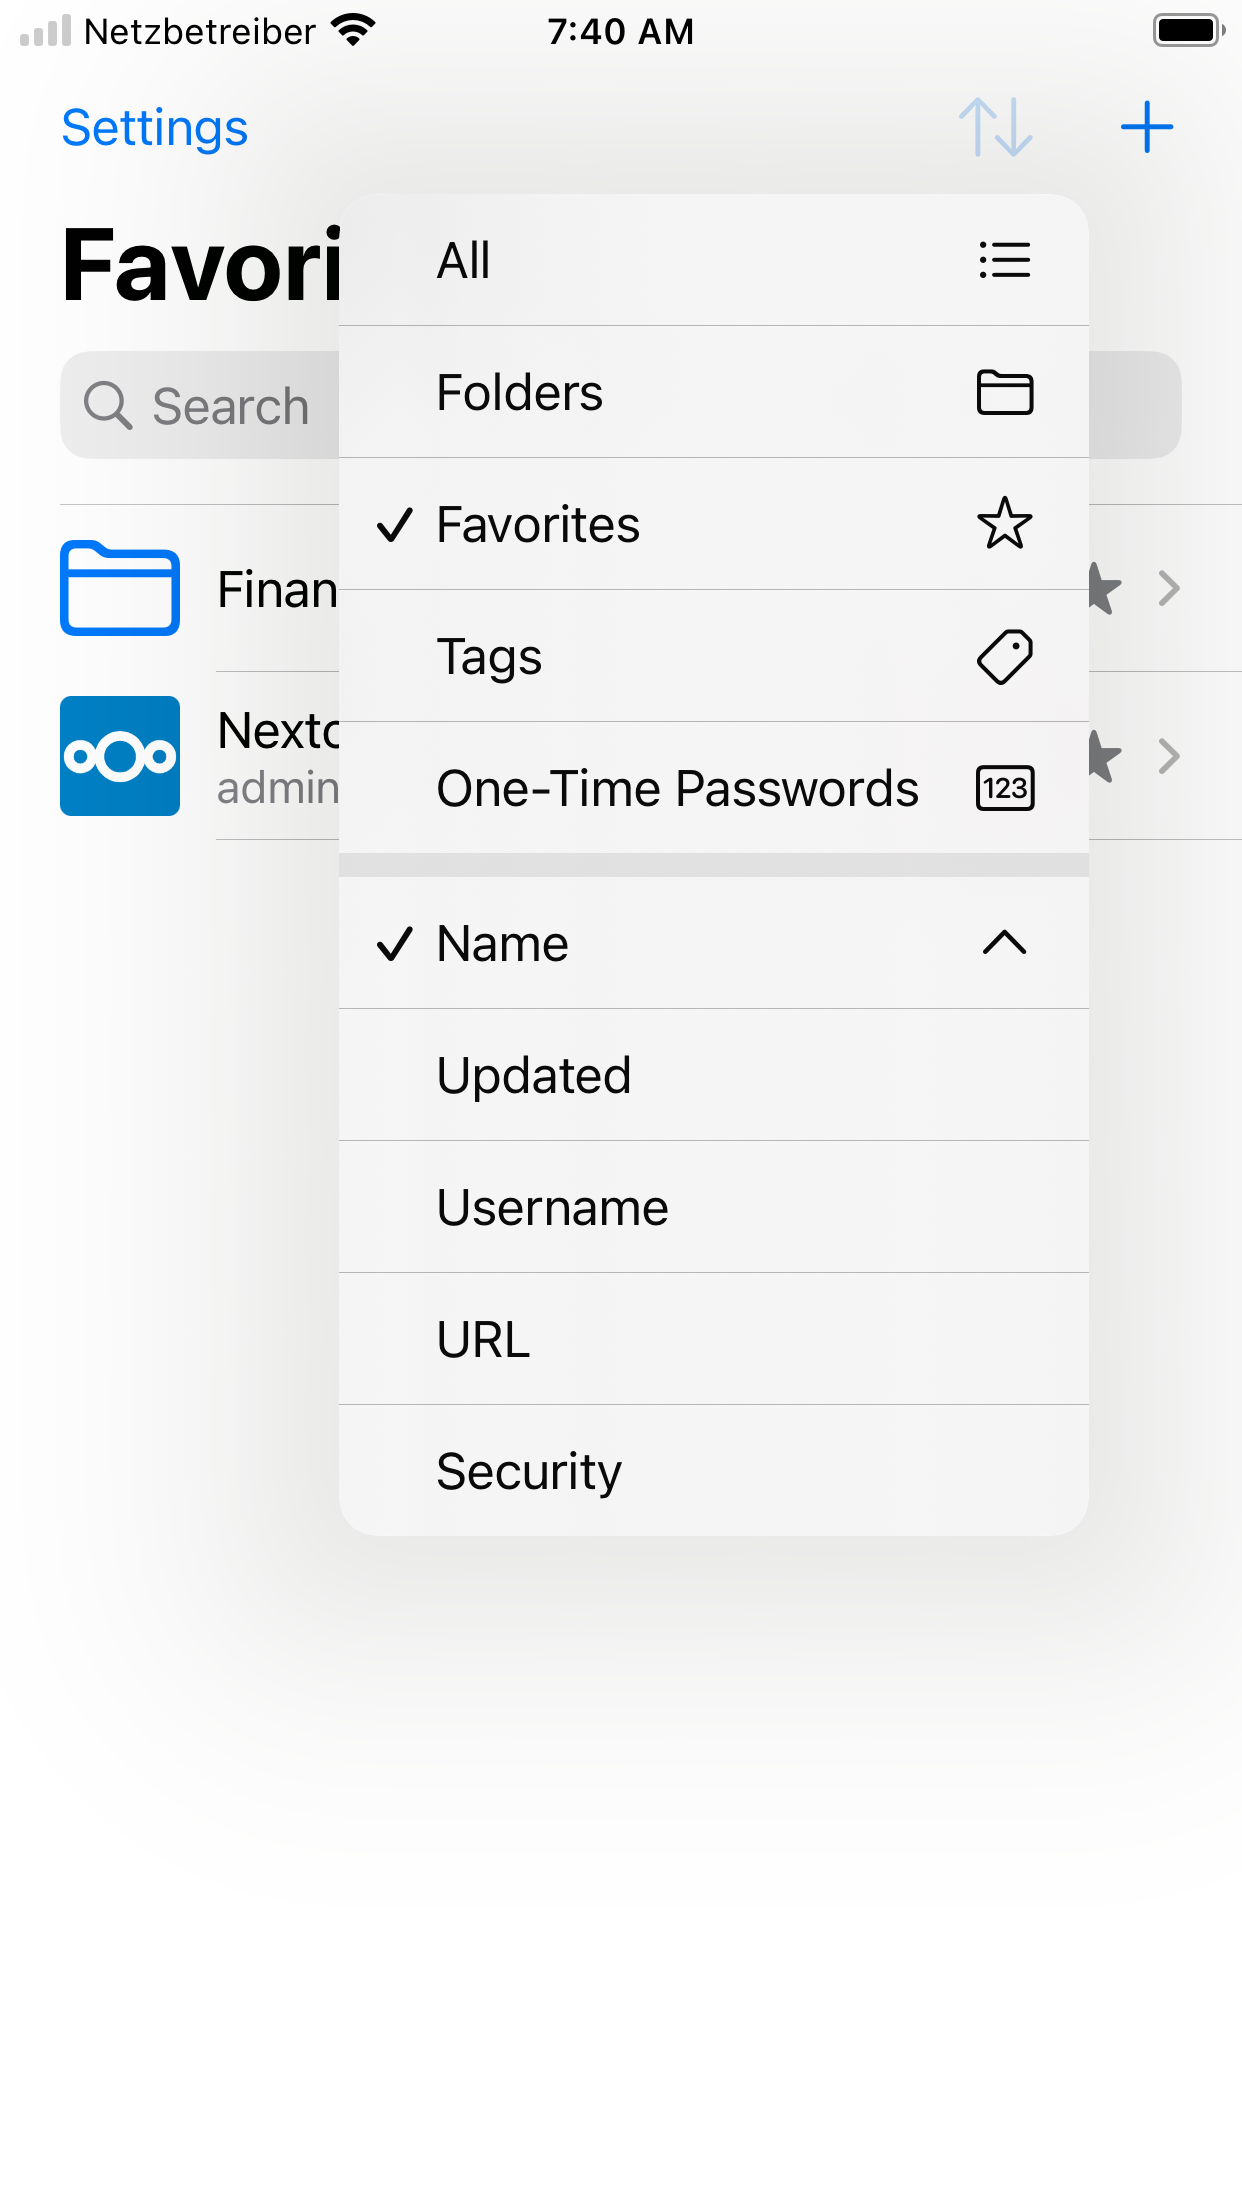 Netzbetreiber 7:40 AM
Settings
Favori
Search
Finan
Nextc
admin
All
Folders
Favorites
Tags
One-Time Passwords 123
Name
Updated
Username
URL
Security